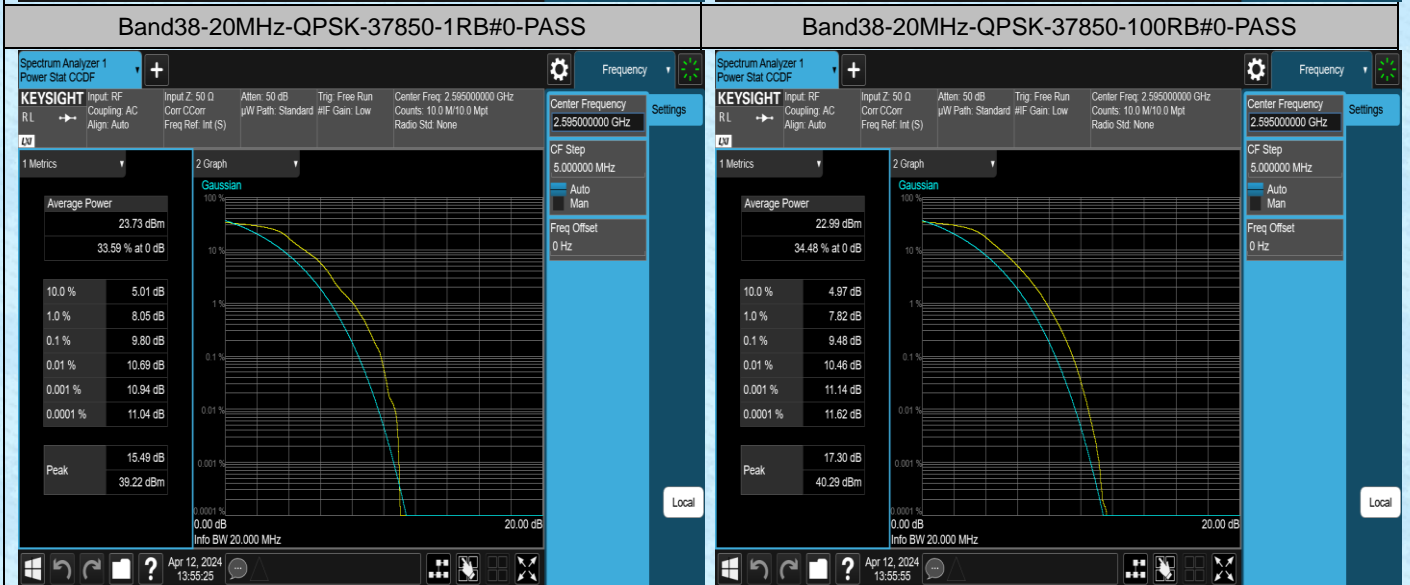 Band38-20MHz-QPSK-37850-1RB#0-PASS
Spectrum Analyzer 1
Power Stat CCDF
Frequency
KEYSIGHT
RL
LXI
Input: RF
Coupling: AC
Align: Auto
Input Z: 50 Ω
Corr CCorr
Freq Ref: Int (S)
Atten: 50 dB
µW Path: Standard
Trig: Free Run
#IF Gain: Low
Center Freq: 2.595000000 GHz
Counts: 10.0 M/10.0 Mpt
Radio Std: None
Center Frequency
2.595000000 GHz
Settings
CF Step
5.000000 MHz
Auto
Man
Freq Offset
0 Hz
1 Metrics
Average Power
23.73 dBm
33.59 % at 0 dB
10.0 % 5.01 dB
1.0 % 8.05 dB
0.1 % 9.80 dB
0.01 % 10.69 dB
0.001 % 10.94 dB
0.0001 % 11.04 dB
Peak
15.49 dB
39.22 dBm
2 Graph
Gaussian
100 %
10 %
1 %
0.1 %
0.01 %
0.001 %
0.0001 %
0.00 dB 20.00 dB
Info BW 20.000 MHz
Local
?
Apr 12, 2024
13:55:25
Band38-20MHz-QPSK-37850-100RB#0-PASS
Spectrum Analyzer 1
Power Stat CCDF
Frequency
KEYSIGHT
RL
LXI
Input: RF
Coupling: AC
Align: Auto
Input Z: 50 Ω
Corr CCorr
Freq Ref: Int (S)
Atten: 50 dB
µW Path: Standard
Trig: Free Run
#IF Gain: Low
Center Freq: 2.595000000 GHz
Counts: 10.0 M/10.0 Mpt
Radio Std: None
Center Frequency
2.595000000 GHz
Settings
CF Step
5.000000 MHz
Auto
Man
Freq Offset
0 Hz
1 Metrics
Average Power
22.99 dBm
34.48 % at 0 dB
10.0 % 4.97 dB
1.0 % 7.82 dB
0.1 % 9.48 dB
0.01 % 10.46 dB
0.001 % 11.14 dB
0.0001 % 11.62 dB
Peak
17.30 dB
40.29 dBm
2 Graph
Gaussian
100 %
10 %
1 %
0.1 %
0.01 %
0.001 %
0.0001 %
0.00 dB 20.00 dB
Info BW 20.000 MHz
Local
?
Apr 12, 2024
13:55:55